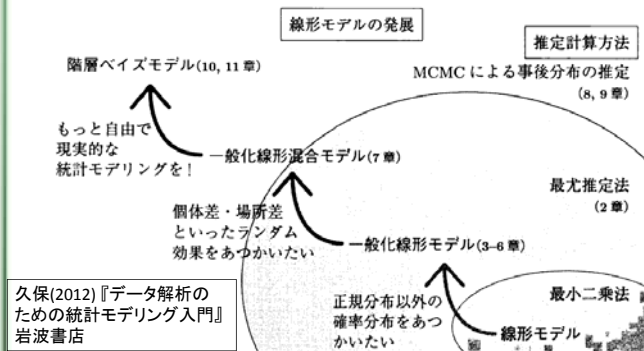 線形モデルの発展
推定計算方法
階層ベイズモデル(10, 11 章)
MCMC による事後分布の推定
(8, 9 章)
もっと自由で
現実的な
統計モデリングを!
一般化線形混合モデル(7 章)
最尤推定法
(2 章)
個体差・場所差
といったランダム
効果をあつかいたい
一般化線形モデル(3–6 章)
久保(2012)『データ解析の
ための統計モデリング入門』
岩波書店
正規分布以外の
確率分布をあつ
かいたい
最小二乗法
線形モデル